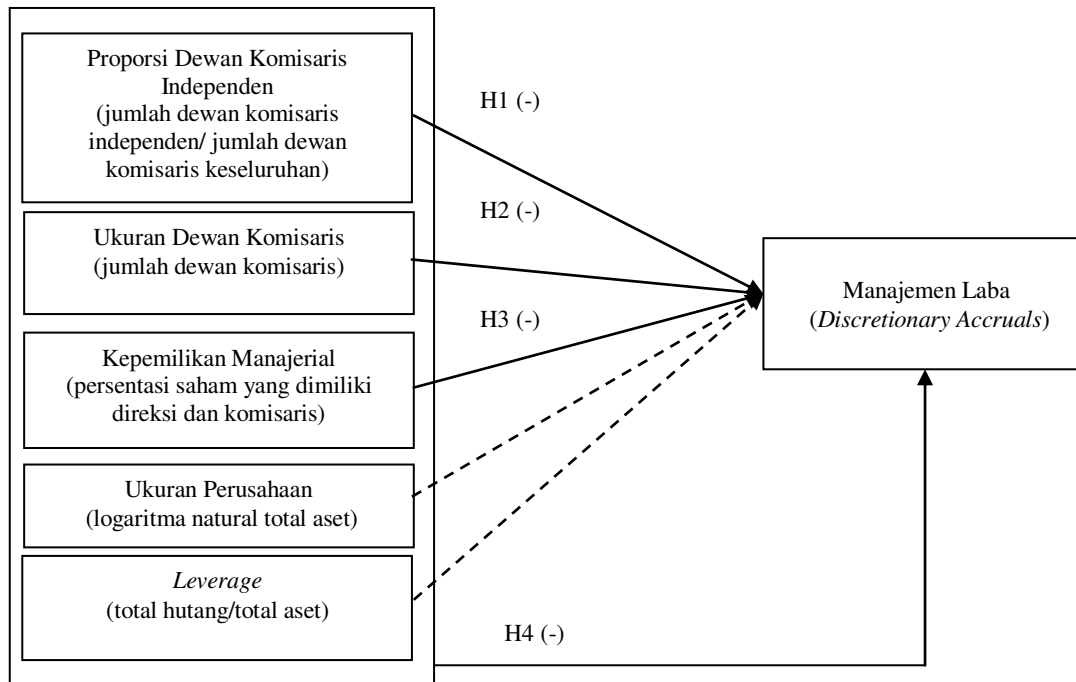 Proporsi Dewan Komisaris
Independen
(jumlah dewan komisaris
independen/ jumlah dewan
komisaris keseluruhan)
H1 (-)
H2 (-)
Ukuran Dewan Komisaris
(jumlah dewan komisaris)
H3 (-)
Kepemilikan Manajerial
(persentasi saham yang dimiliki
direksi dan komisaris)
Ukuran Perusahaan
(logaritma natural total aset)
Leverage
(total hutang/total aset)
H4 (-)
Manajemen Laba
(Discretionary Accruals)